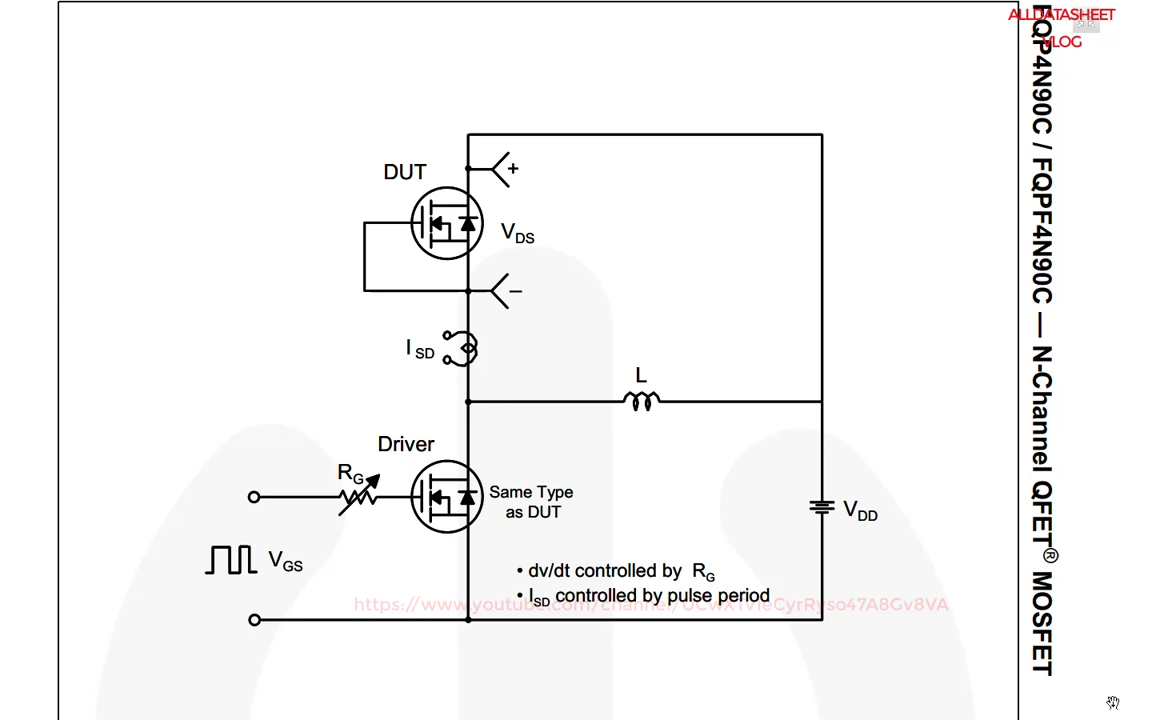 ALLDATASHEET
VLOG
FQP4N90C / FQPF4N90C — N-Channel QFET® MOSFET
DUT
+
VDS
–
ISD
L
Driver
RG
Same Type
as DUT
VDD
VGS
• dv/dt controlled by RG
• ISD controlled by pulse period